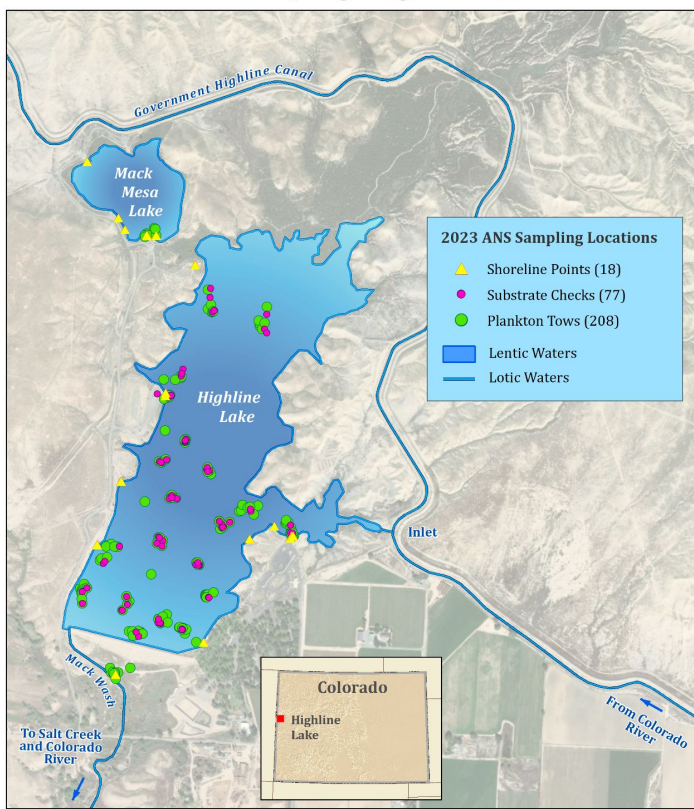 Government Highline Canal
Mack
Mesa
Lake
2023 ANS Sampling Locations
Shoreline Points (18)
Substrate Checks (77)
Plankton Tows (208)
Lentic Waters
Lotic Waters
Highline
Lake
Inlet
Mack Wash
To Salt Creek
and Colorado
River
Colorado
Highline
Lake
From Colorado
River